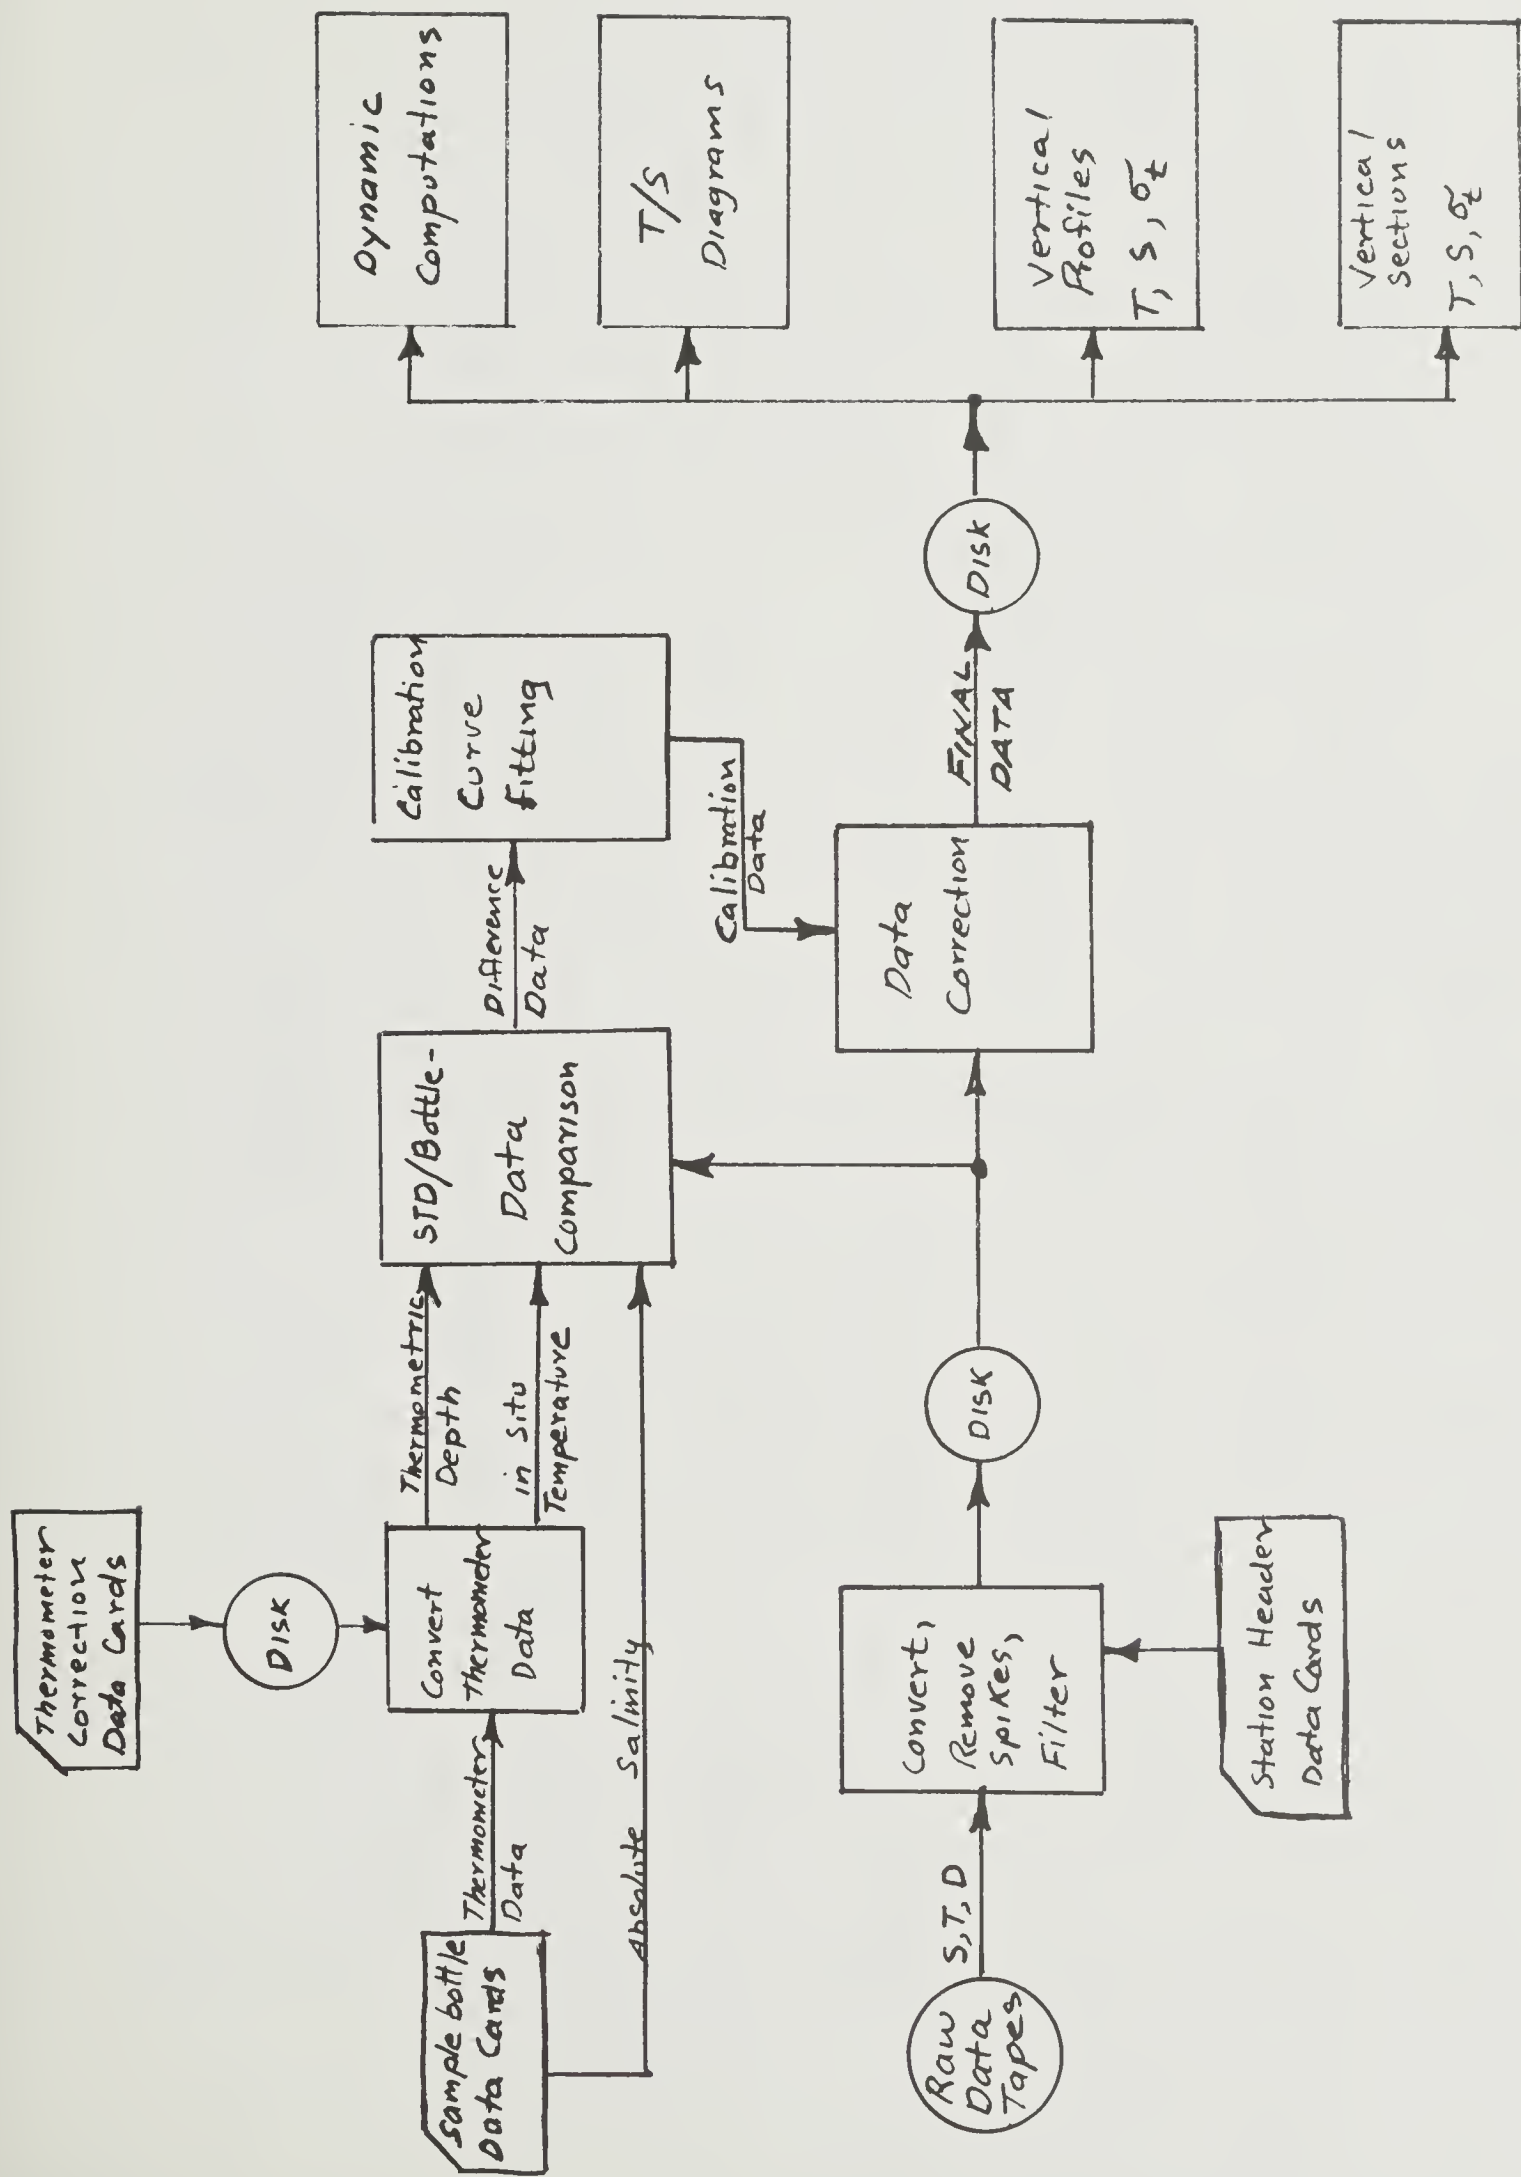 Thermometer
Correction
Data Cards
DISK
Sample bottle
Data Cards
Thermometer
Data
Convert
Thermometer
Data
Thermometric
Depth
in situ
Temperature
Absolute Salinity
STD/Bottle-
Data
Comparison
Difference
Data
Calibration
Curve
Fitting
Calibration
Data
Raw
Data
Tapes
S, T, D
Convert,
Remove
Spikes,
Filter
Station Header
Data Cards
DISK
Data
Correction
FINAL
DATA
DISK
Dynamic
Computations
T/S
Diagrams
Vertical
Profiles
T, S, σt
Vertical
Sections
T, S, σt